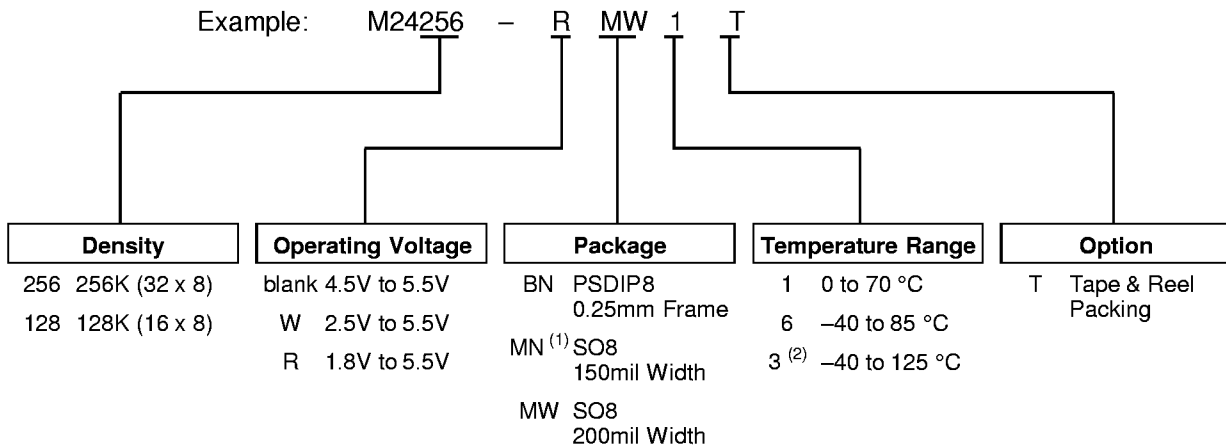 Example: M24256 – R MW 1 T
Density
256 256K (32 x 8)
128 128K (16 x 8)
Operating Voltage
blank 4.5V to 5.5V
W 2.5V to 5.5V
R 1.8V to 5.5V
Package
BN PSDIP8
0.25mm Frame
MN (1) SO8
150mil Width
MW SO8
200mil Width
Temperature Range
1 0 to 70 °C
6 –40 to 85 °C
3 (2) –40 to 125 °C
Option
T Tape & Reel
Packing